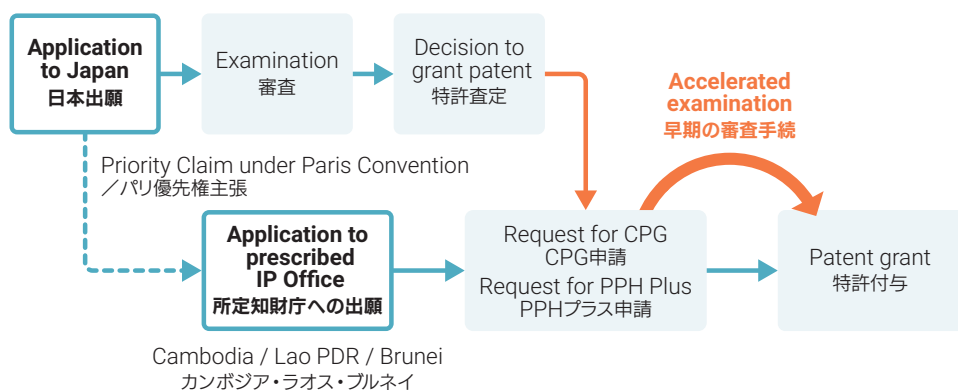 Application
to Japan
日本出願
Examination
審査
Decision to
grant patent
特許査定
Accelerated
examination
早期の審査手続
Priority Claim under Paris Convention
／パリ優先権主張
Application to
prescribed
IP Office
所定知財庁への出願
Request for CPG
CPG申請
Request for PPH Plus
PPHプラス申請
Patent grant
特許付与
Cambodia / Lao PDR / Brunei
カンボジア・ラオス・ブルネイ